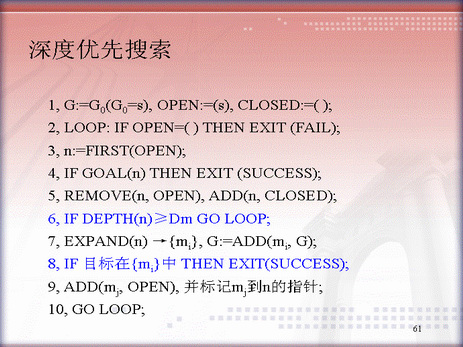 深度优先搜索
1, G:=G0(G0=s), OPEN:=(s), CLOSED:=( );
2, LOOP: IF OPEN=( ) THEN EXIT (FAIL);
3, n:=FIRST(OPEN);
4, IF GOAL(n) THEN EXIT (SUCCESS);
5, REMOVE(n, OPEN), ADD(n, CLOSED);
6, IF DEPTH(n)≥Dm GO LOOP;
7, EXPAND(n) →{mi}, G:=ADD(mi, G);
8, IF 目标在{mi}中 THEN EXIT(SUCCESS);
9, ADD(mj, OPEN), 并标记mj到n的指针;
10, GO LOOP;
61